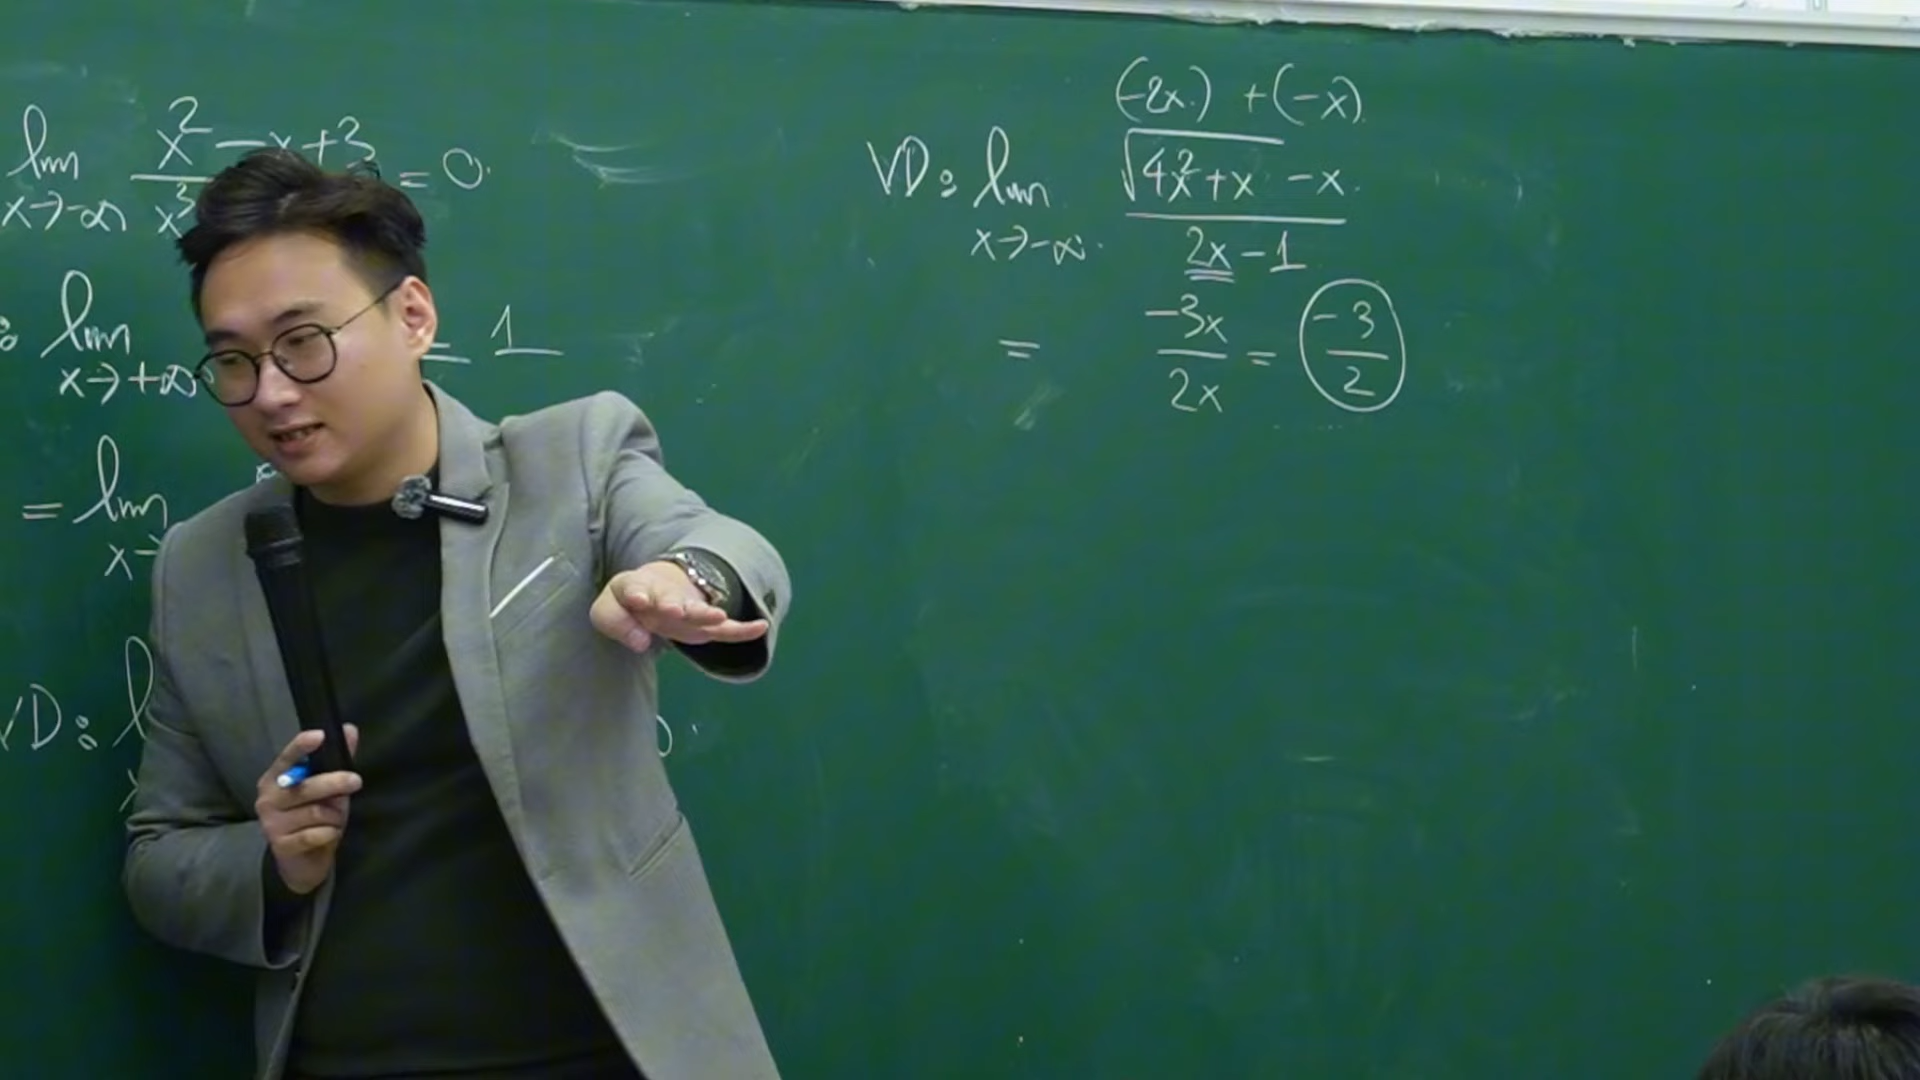 lim x² − x + 3 = 0.
x→−∞ x³
: lim = 1
x→+∞
= lim
x→
VD:
(−2x) + (−x)
VD: lim √4x²+x − x
x→−∞ 2x − 1
= −3x = −3
2x 2